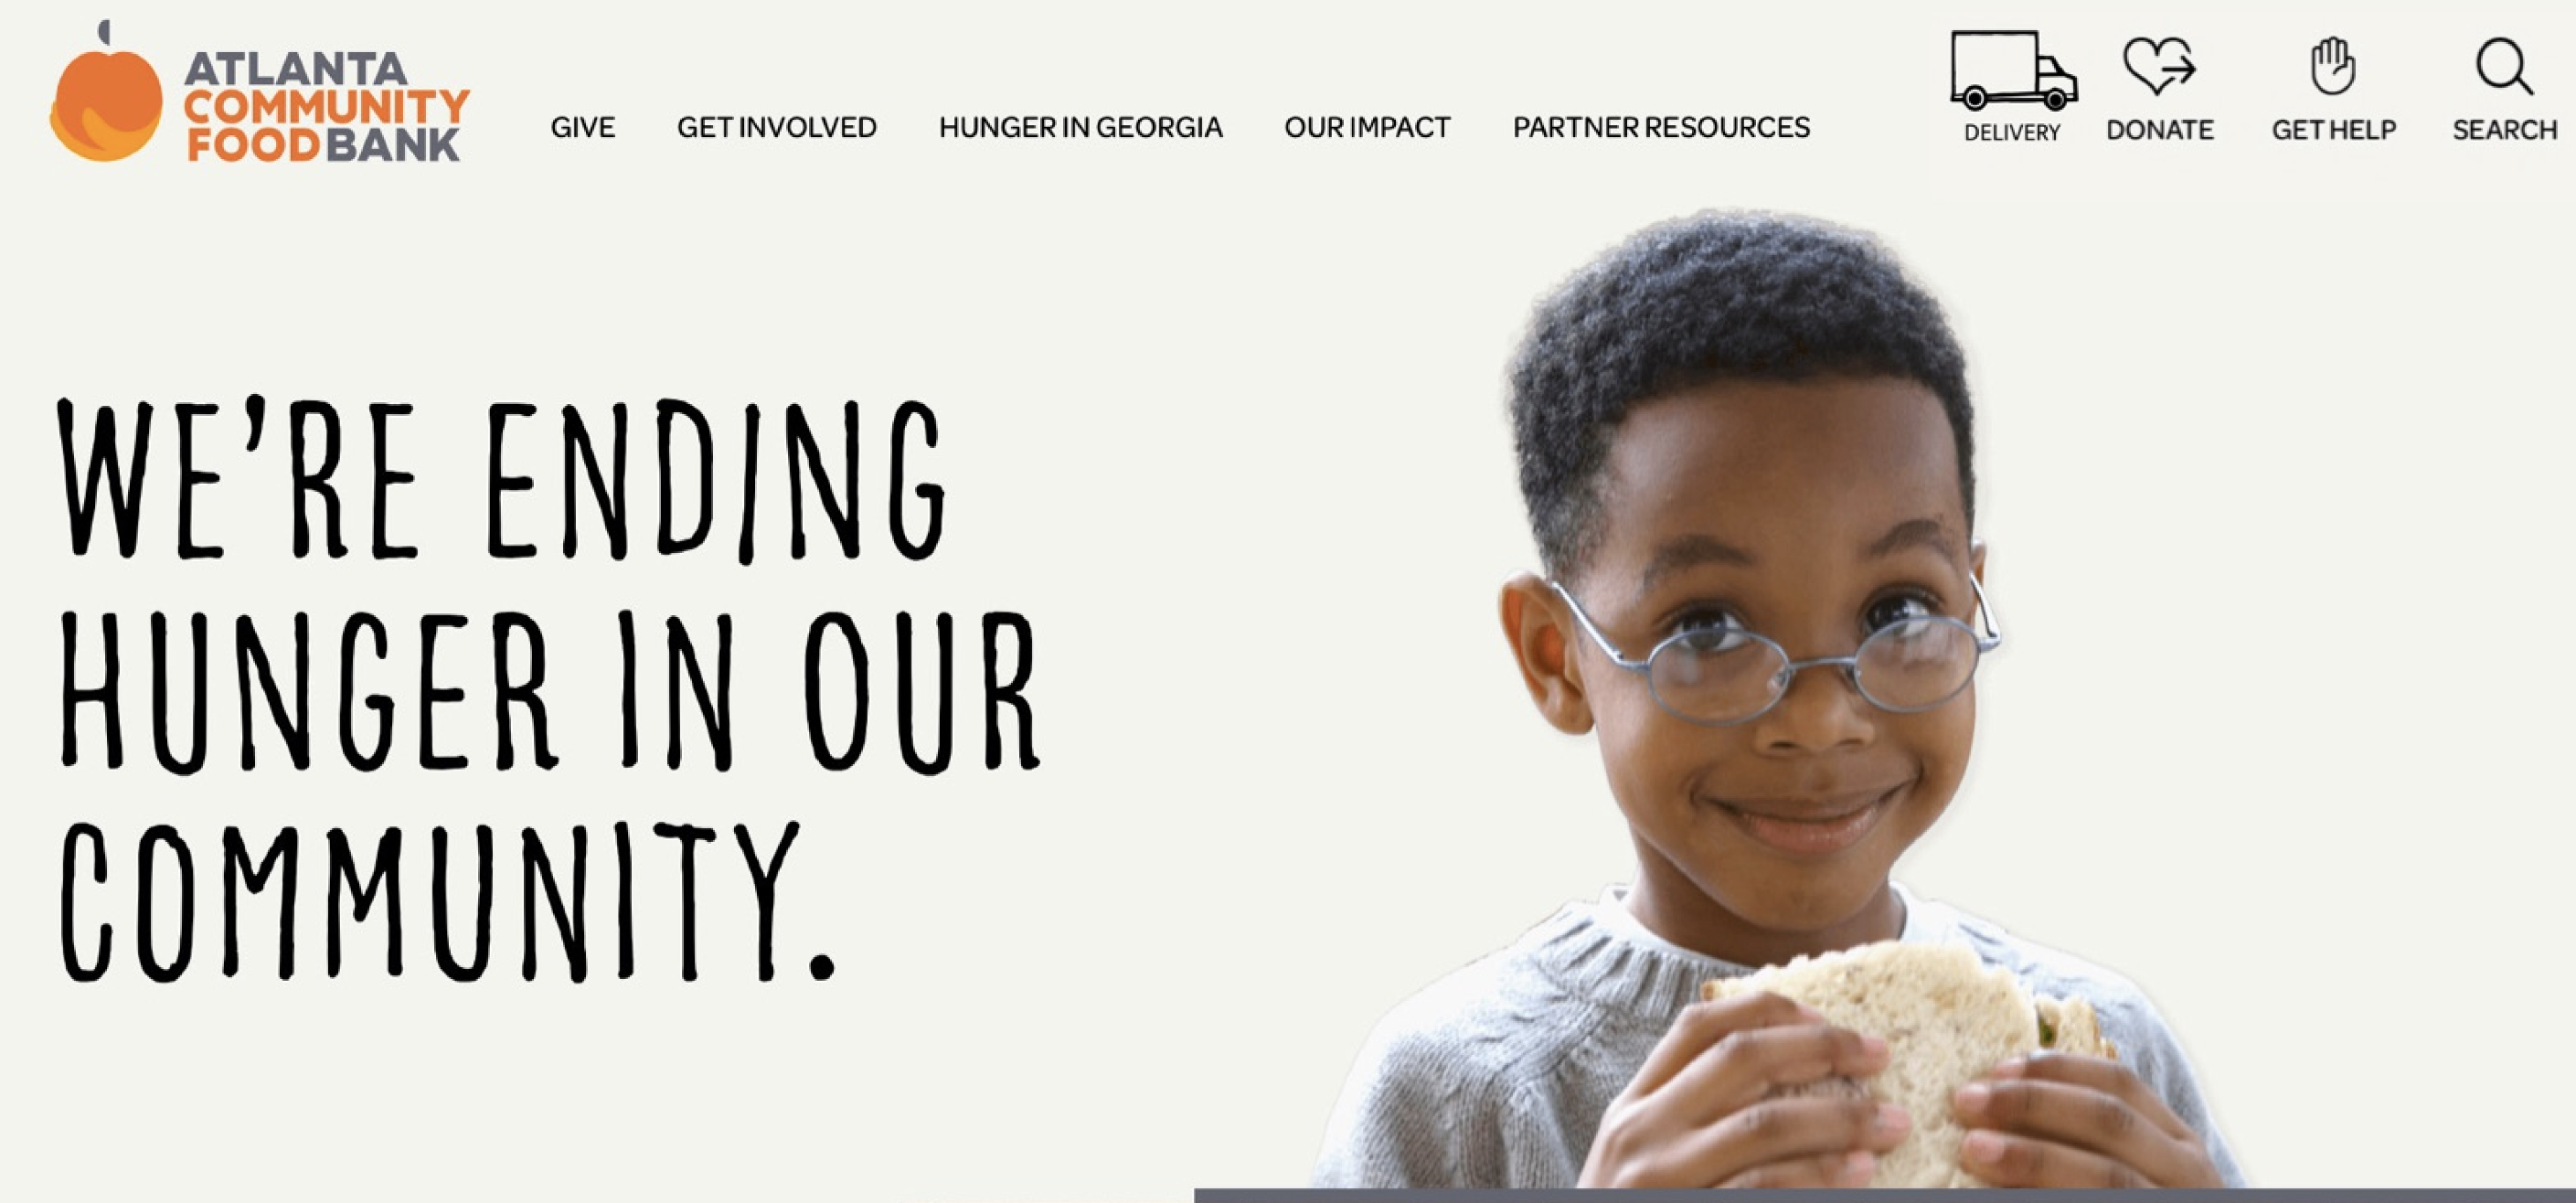 ATLANTA
COMMUNITY
FOOD BANK
GIVE GET INVOLVED HUNGER IN GEORGIA OUR IMPACT PARTNER RESOURCES
DELIVERY DONATE GET HELP SEARCH
WE'RE ENDING
HUNGER IN OUR
COMMUNITY.